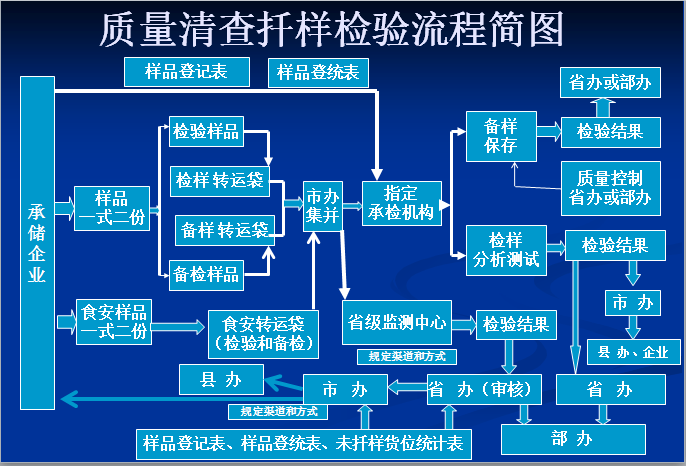 质量清查扦样检验流程简图
样品登记表
样品登统表
省办或部办
承储企业
检验样品
备样
保存
检验结果
检样转运袋
样品
一式二份
市办
集并
指定
承检机构
质量控制
省办或部办
备样转运袋
检样
分析测试
检验结果
备检样品
市 办
食安样品
一式二份
食安转运袋
（检验和备检）
省级监测中心
检验结果
县 办、企业
规定渠道和方式
县 办
市 办
省 办（审核）
省 办
规定渠道和方式
样品登记表、样品登统表、未扦样货位统计表
部 办